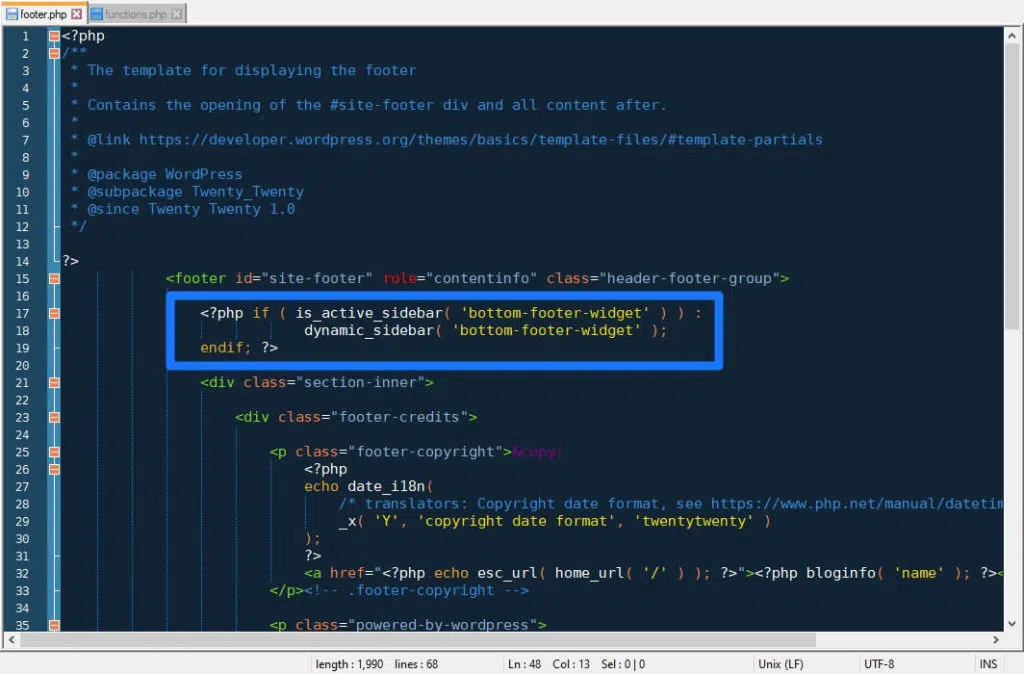 footer.php functions.php
1 <?php
2 /**
3 * The template for displaying the footer
4 *
5 * Contains the opening of the #site-footer div and all content after.
6 *
7 * @link https://developer.wordpress.org/themes/basics/template-files/#template-partials
8 *
9 * @package WordPress
10 * @subpackage Twenty_Twenty
11 * @since Twenty Twenty 1.0
12 */
13
14 ?>
15 <footer id="site-footer" role="contentinfo" class="header-footer-group">
16
17 <?php if ( is_active_sidebar( 'bottom-footer-widget' ) ) :
18 dynamic_sidebar( 'bottom-footer-widget' );
19 endif; ?>
20
21 <div class="section-inner">
22
23 <div class="footer-credits">
24
25 <p class="footer-copyright">&copy;
26 <?php
27 echo date_i18n(
28 /* translators: Copyright date format, see https://www.php.net/manual/datetim
29 _x( 'Y', 'copyright date format', 'twentytwenty' )
30 );
31 ?>
32 <a href="<?php echo esc_url( home_url( '/' ) ); ?>"><?php bloginfo( 'name' ); ?><
33 </p><!-- .footer-copyright -->
34
35 <p class="powered-by-wordpress">
length : 1,990 lines : 68 Ln : 48 Col : 13 Sel : 0 | 0 Unix (LF) UTF-8 INS